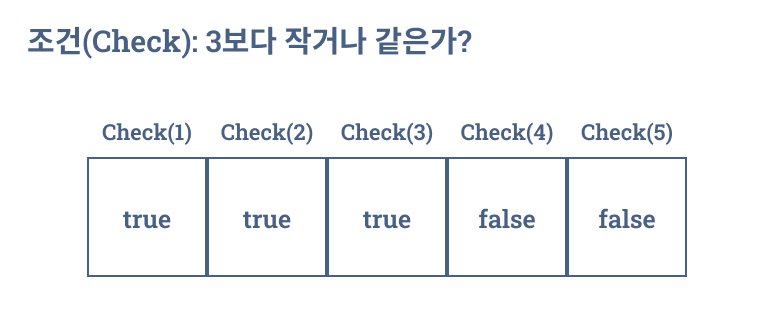 조건(Check): 3보다 작거나 같은가?
Check(1) Check(2) Check(3) Check(4) Check(5)
true true true false false